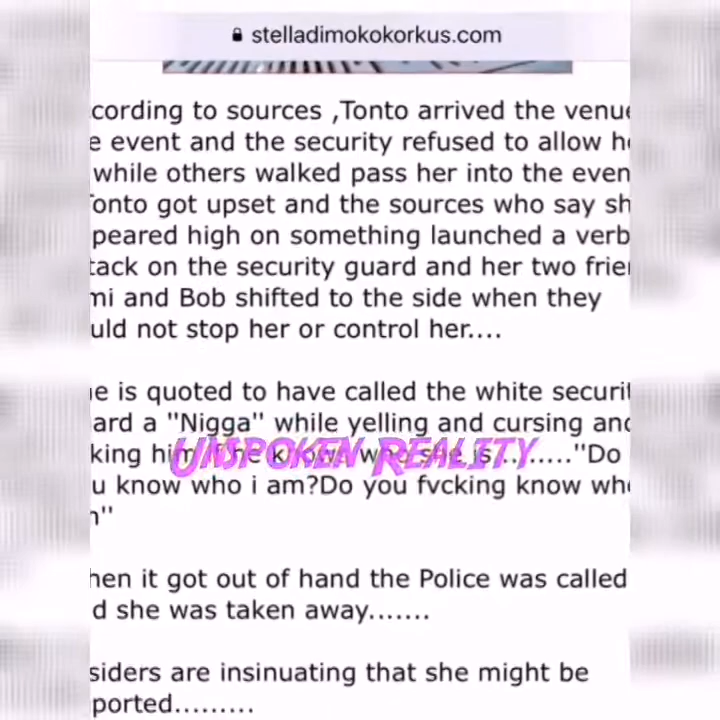 stelladimokokorkus.com
cording to sources ,Tonto arrived the venue
e event and the security refused to allow h
while others walked pass her into the even
onto got upset and the sources who say sh
peared high on something launched a verb
tack on the security guard and her two frie
mi and Bob shifted to the side when they
uld not stop her or control her....
e is quoted to have called the white securit
ard a "Nigga" while yelling and cursing and
king him if he knows who she is........."Do
UNSPOKEN REALITY
u know who i am?Do you fvcking know wh
"
hen it got out of hand the Police was called
d she was taken away.......
siders are insinuating that she might be
ported.........